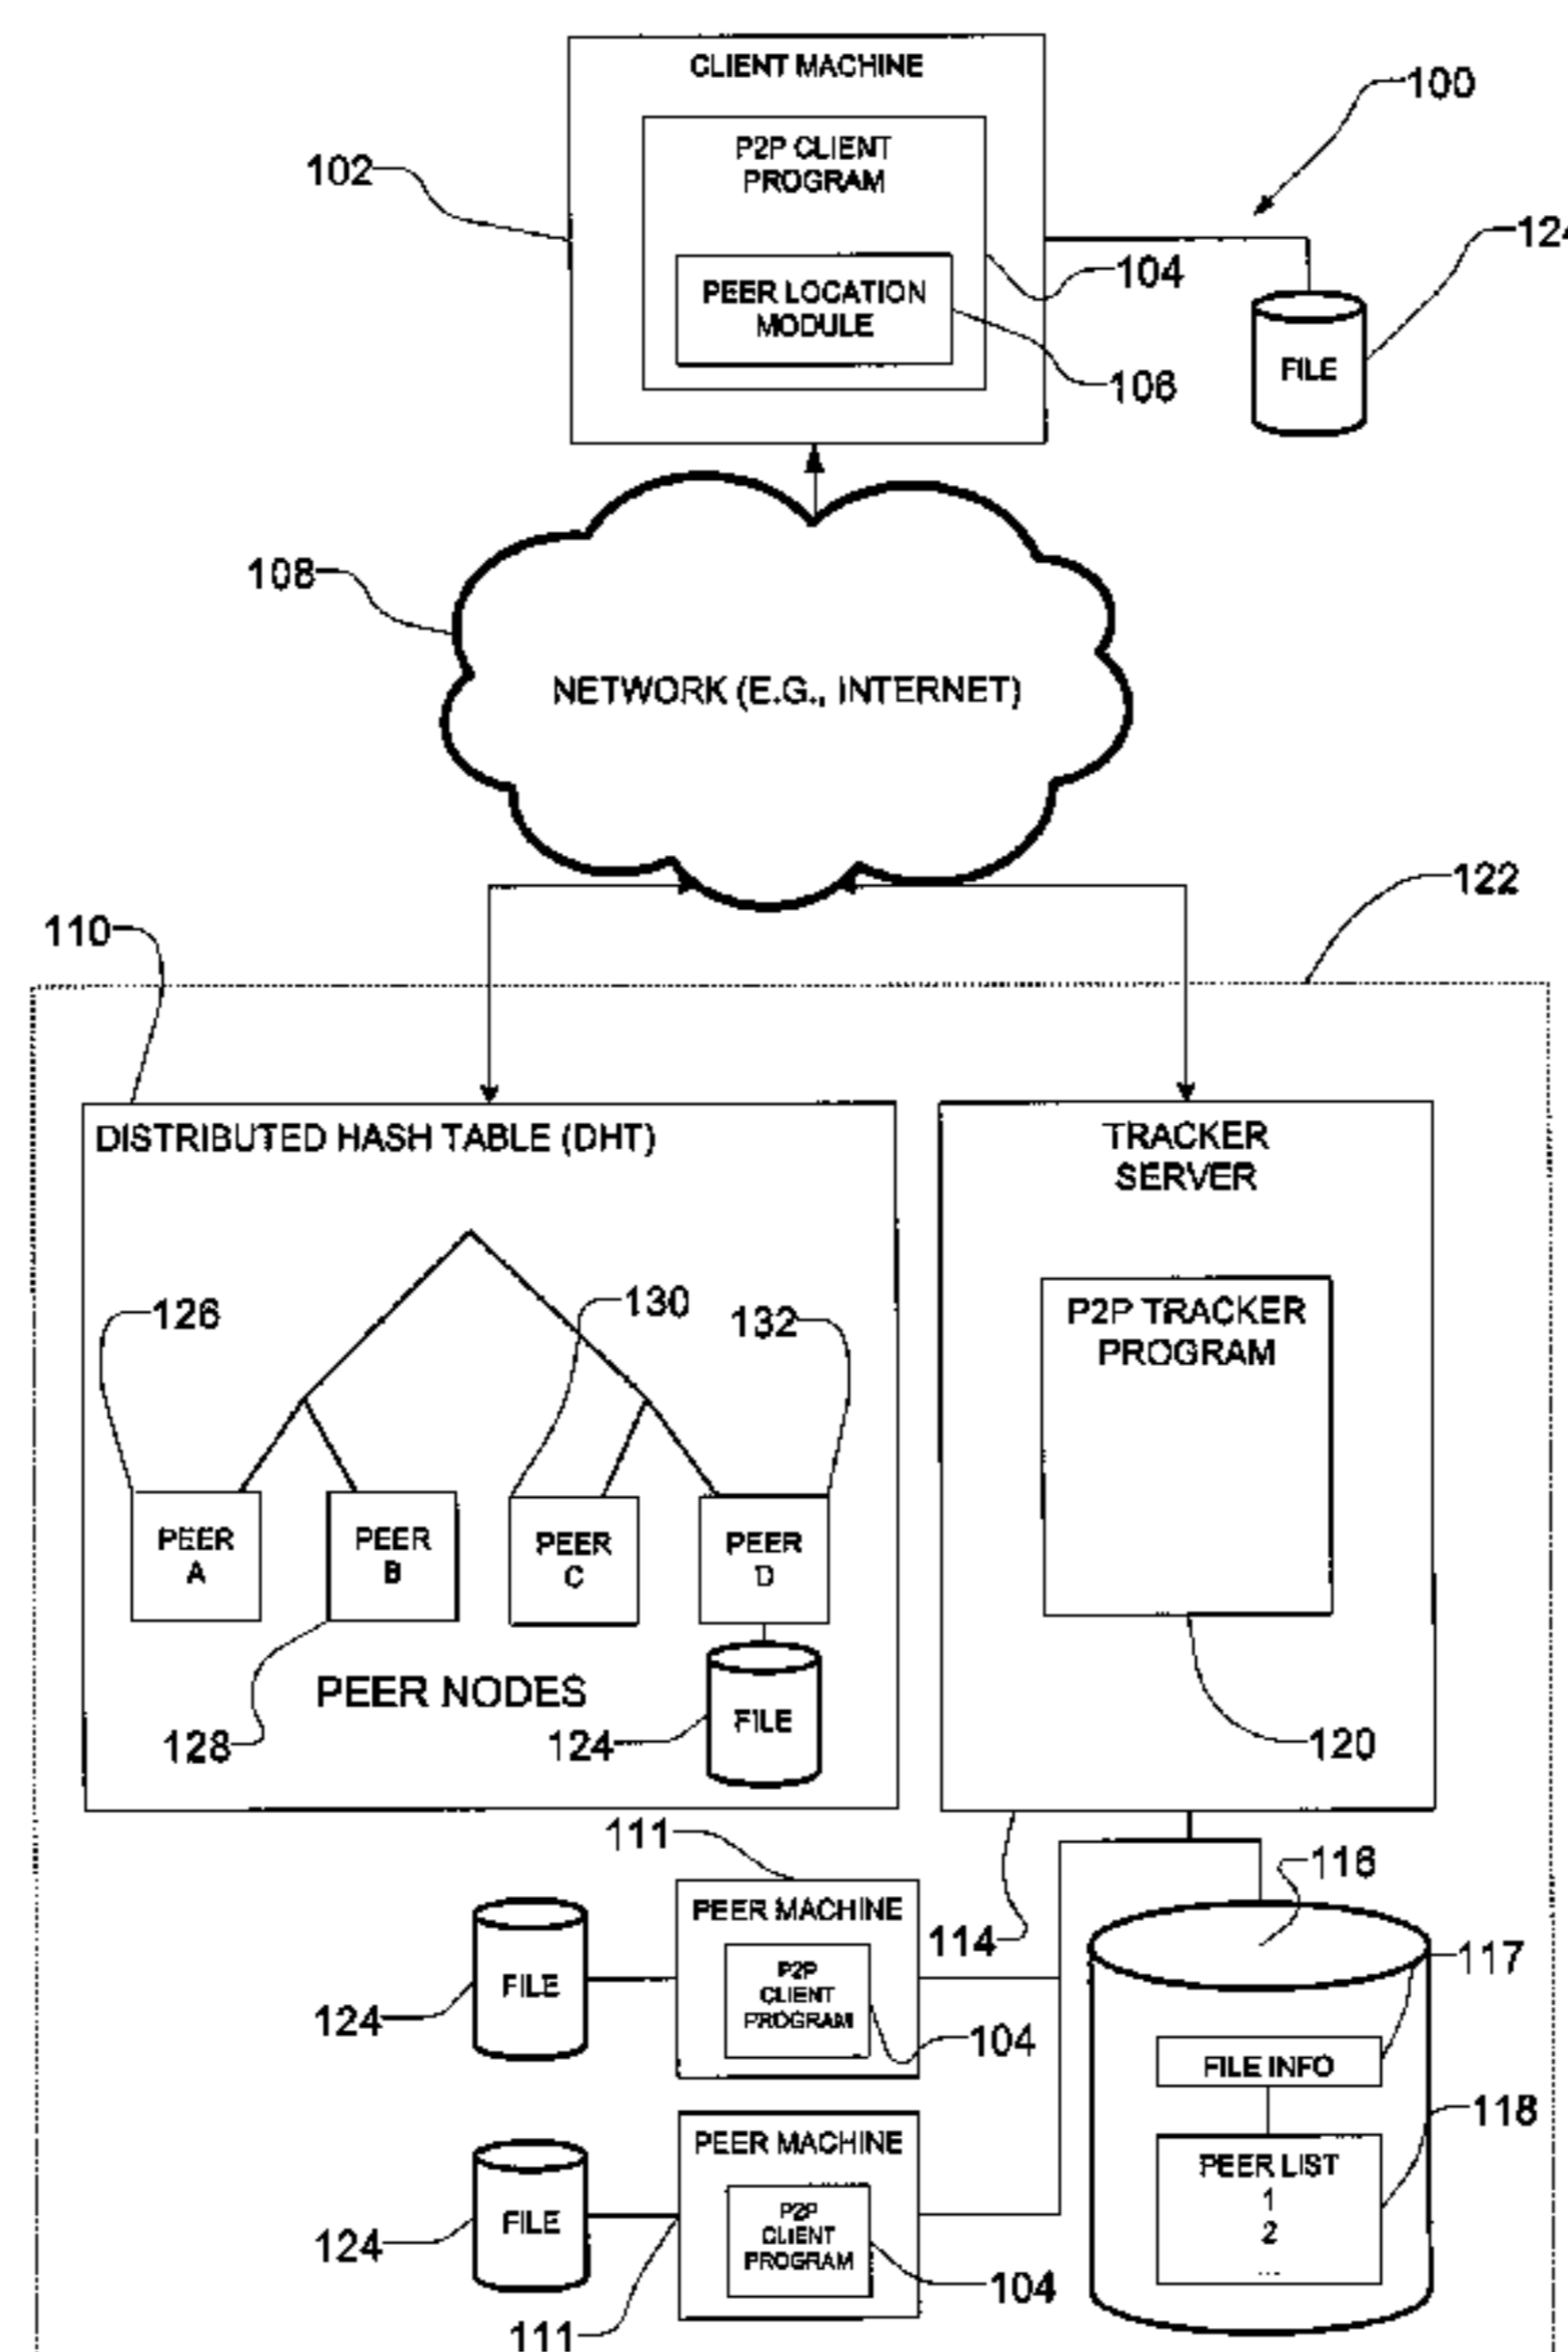 CLIENT MACHINE
100
P2P CLIENT
PROGRAM
102
124
104
PEER LOCATION
MODULE
FILE
106
108
NETWORK (E.G., INTERNET)
122
110
DISTRIBUTED HASH TABLE (DHT)
TRACKER
SERVER
126
130
132
P2P TRACKER
PROGRAM
PEER
A
PEER
B
PEER
C
PEER
D
PEER NODES
128
124
FILE
120
111
116
PEER MACHINE
114
117
FILE
P2P
CLIENT
PROGRAM
124
104
FILE INFO
118
PEER MACHINE
PEER LIST
1
2
...
FILE
P2P
CLIENT
PROGRAM
124
104
111